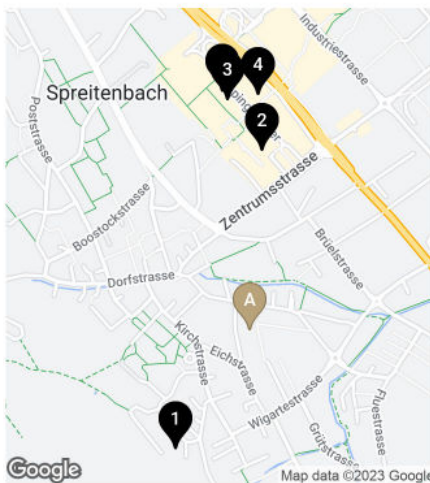 Industriestrasse
3
4
Spreitenbach
2
Poststrasse
Zentrumsstrasse
Boostockstrasse
Brüelstrasse
Dorfstrasse
A
Kirchstrasse
Eichstrasse
1
Wigartestrasse
Fluestrasse
Grütstrasse
Google
Map data ©2023 Google